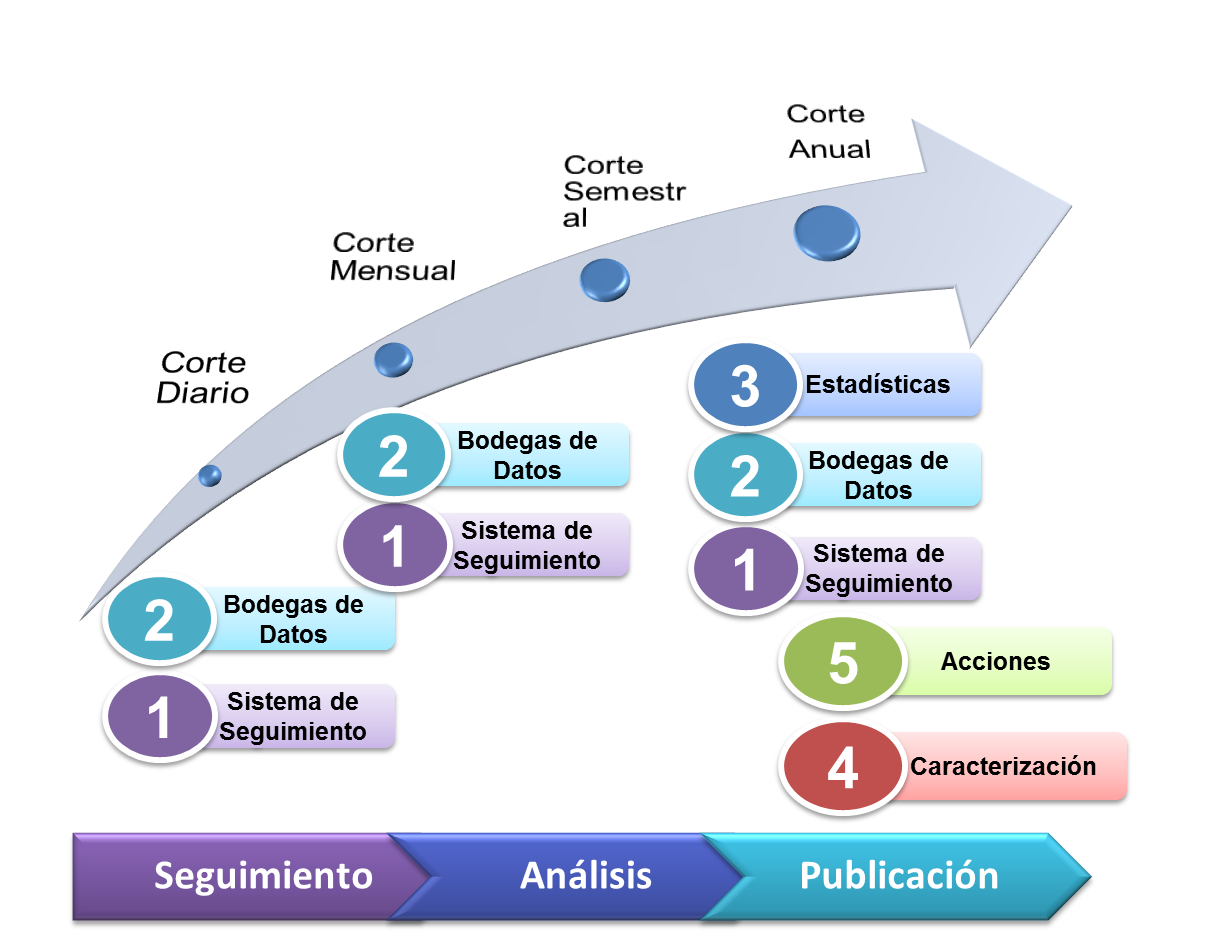 Corte
Anual
Corte
Semestr
al
Corte
Mensual
Corte
Diario
3
Estadísticas
2
Bodegas de
Datos
1
Sistema de
Seguimiento
2
Bodegas de
Datos
1
Sistema de
Seguimiento
2
Bodegas de
Datos
1
Sistema de
Seguimiento
5
Acciones
4
Caracterización
Seguimiento
Análisis
Publicación